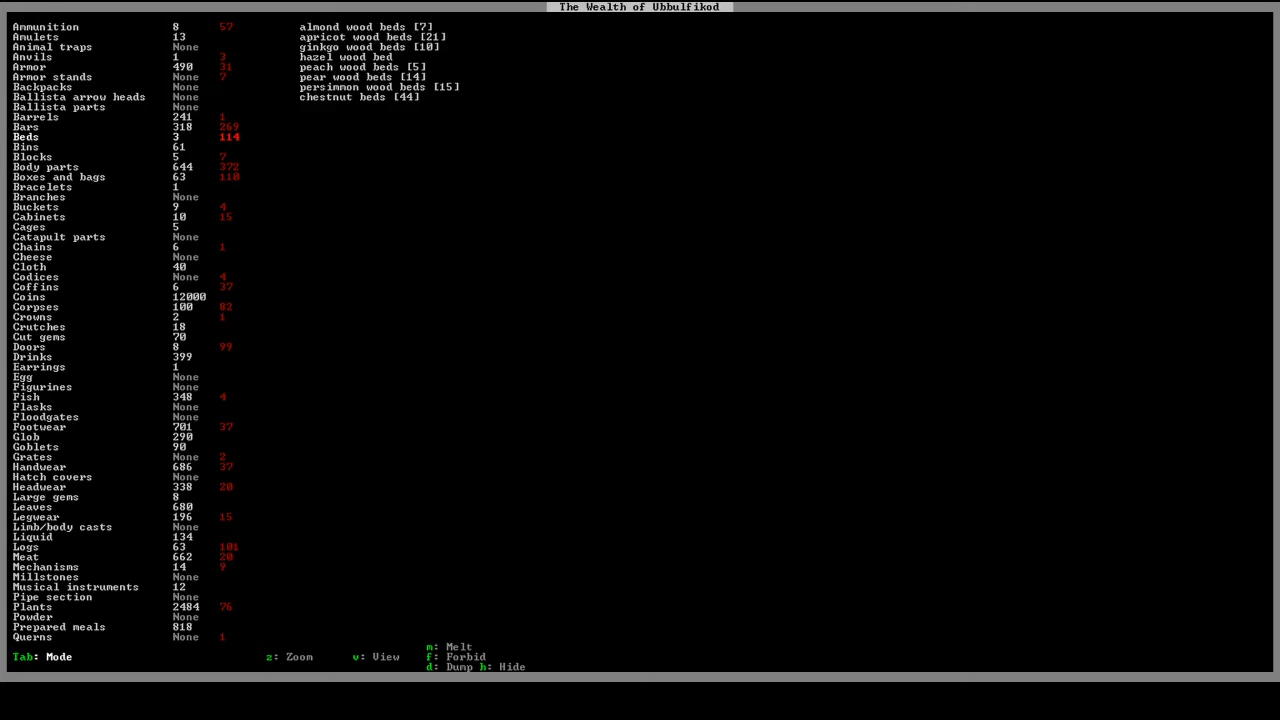 The Wealth of Ubbulfikod
Ammunition 8 57 almond wood beds [7]
Amulets 13 apricot wood beds [21]
Animal traps None ginkgo wood beds [10]
Anvils 1 3 hazel wood bed
Armor 490 31 peach wood beds [5]
Armor stands None 7 pear wood beds [14]
Backpacks None persimmon wood beds [15]
Ballista arrow heads None chestnut beds [44]
Ballista parts None
Barrels 241 1
Bars 318 269
Beds 3 114
Bins 61
Blocks 5 7
Body parts 644 372
Boxes and bags 63 110
Bracelets 1
Branches None
Buckets 9 4
Cabinets 10 15
Cages 5
Catapult parts None
Chains 6 1
Cheese None
Cloth 40
Codices None 4
Coffins 6 37
Coins 12000
Corpses 100 82
Crowns 2 1
Crutches 18
Cut gems 70
Doors 8 99
Drinks 399
Earrings 1
Egg None
Figurines None
Fish 348 4
Flasks None
Floodgates None
Footwear 701 37
Glob 290
Goblets 90
Grates None 2
Handwear 686 37
Hatch covers None
Headwear 338 20
Large gems 8
Leaves 680
Legwear 196 15
Limb/body casts None
Liquid 134
Logs 63 101
Meat 662 20
Mechanisms 14 9
Millstones None
Musical instruments 12
Pipe section None
Plants 2484 76
Powder None
Prepared meals 818
Querns None 1
m: Melt
Tab: Mode z: Zoom v: View f: Forbid
d: Dump h: Hide